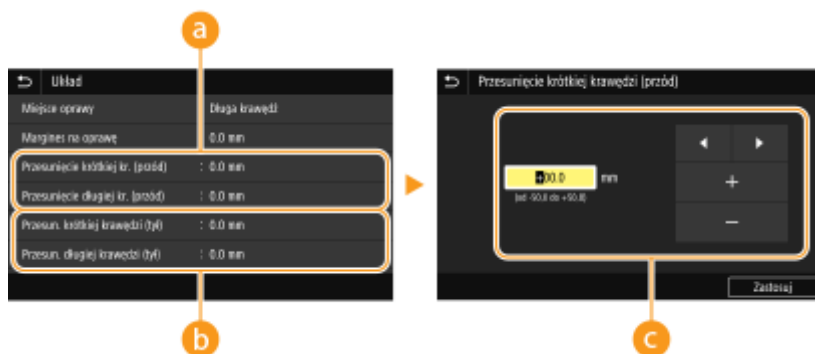 a
Układ
Miejsce oprawy Długa krawędź
Margines na oprawę 0.0 mm
Przesunięcie krótkiej kr. (przód) : 0.0 mm
Przesunięcie długiej kr. (przód) : 0.0 mm
Przesun. krótkiej krawędzi (tył) : 0.0 mm
Przesun. długiej krawędzi (tył) : 0.0 mm
b
Przesunięcie krótkiej krawędzi (przód)
+00.0 mm
(od -50.0 do +50.0)
+
−
Zastosuj
c